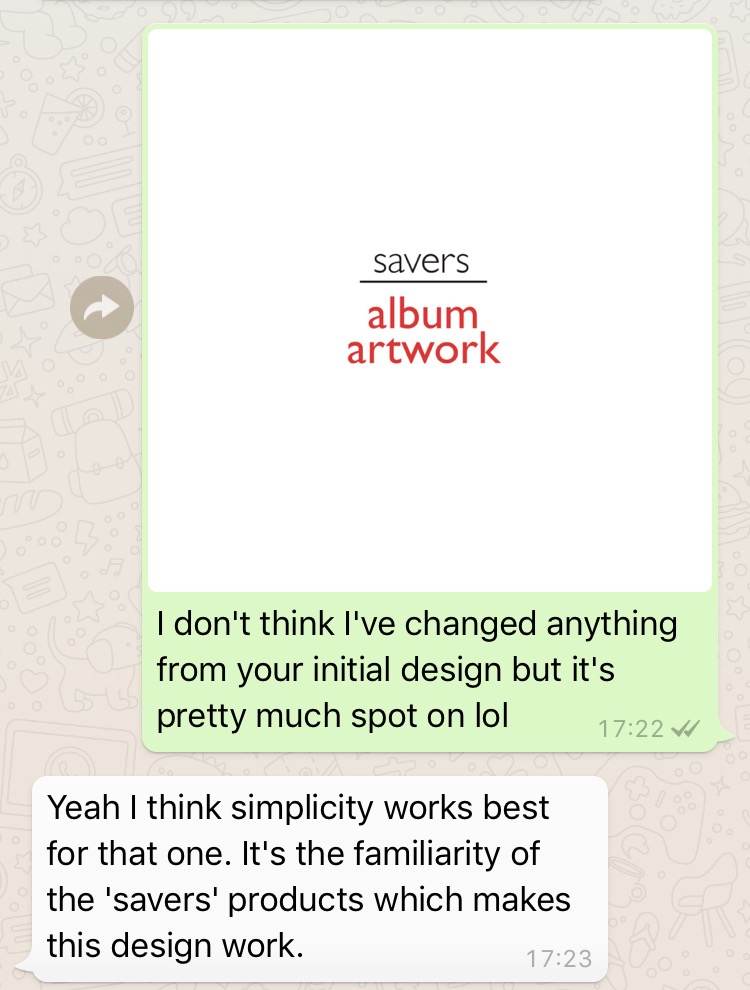 savers
album
artwork
I don't think I've changed anything
from your initial design but it's
pretty much spot on lol
17:22
Yeah I think simplicity works best
for that one. It's the familiarity of
the 'savers' products which makes
this design work.
17:23